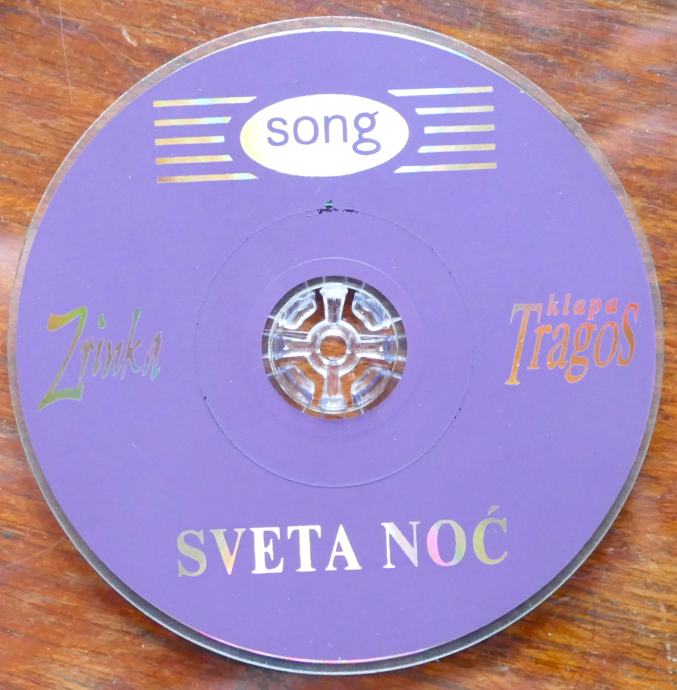 song
Zrinka
klapa
Tragos
SVETA NOĆ